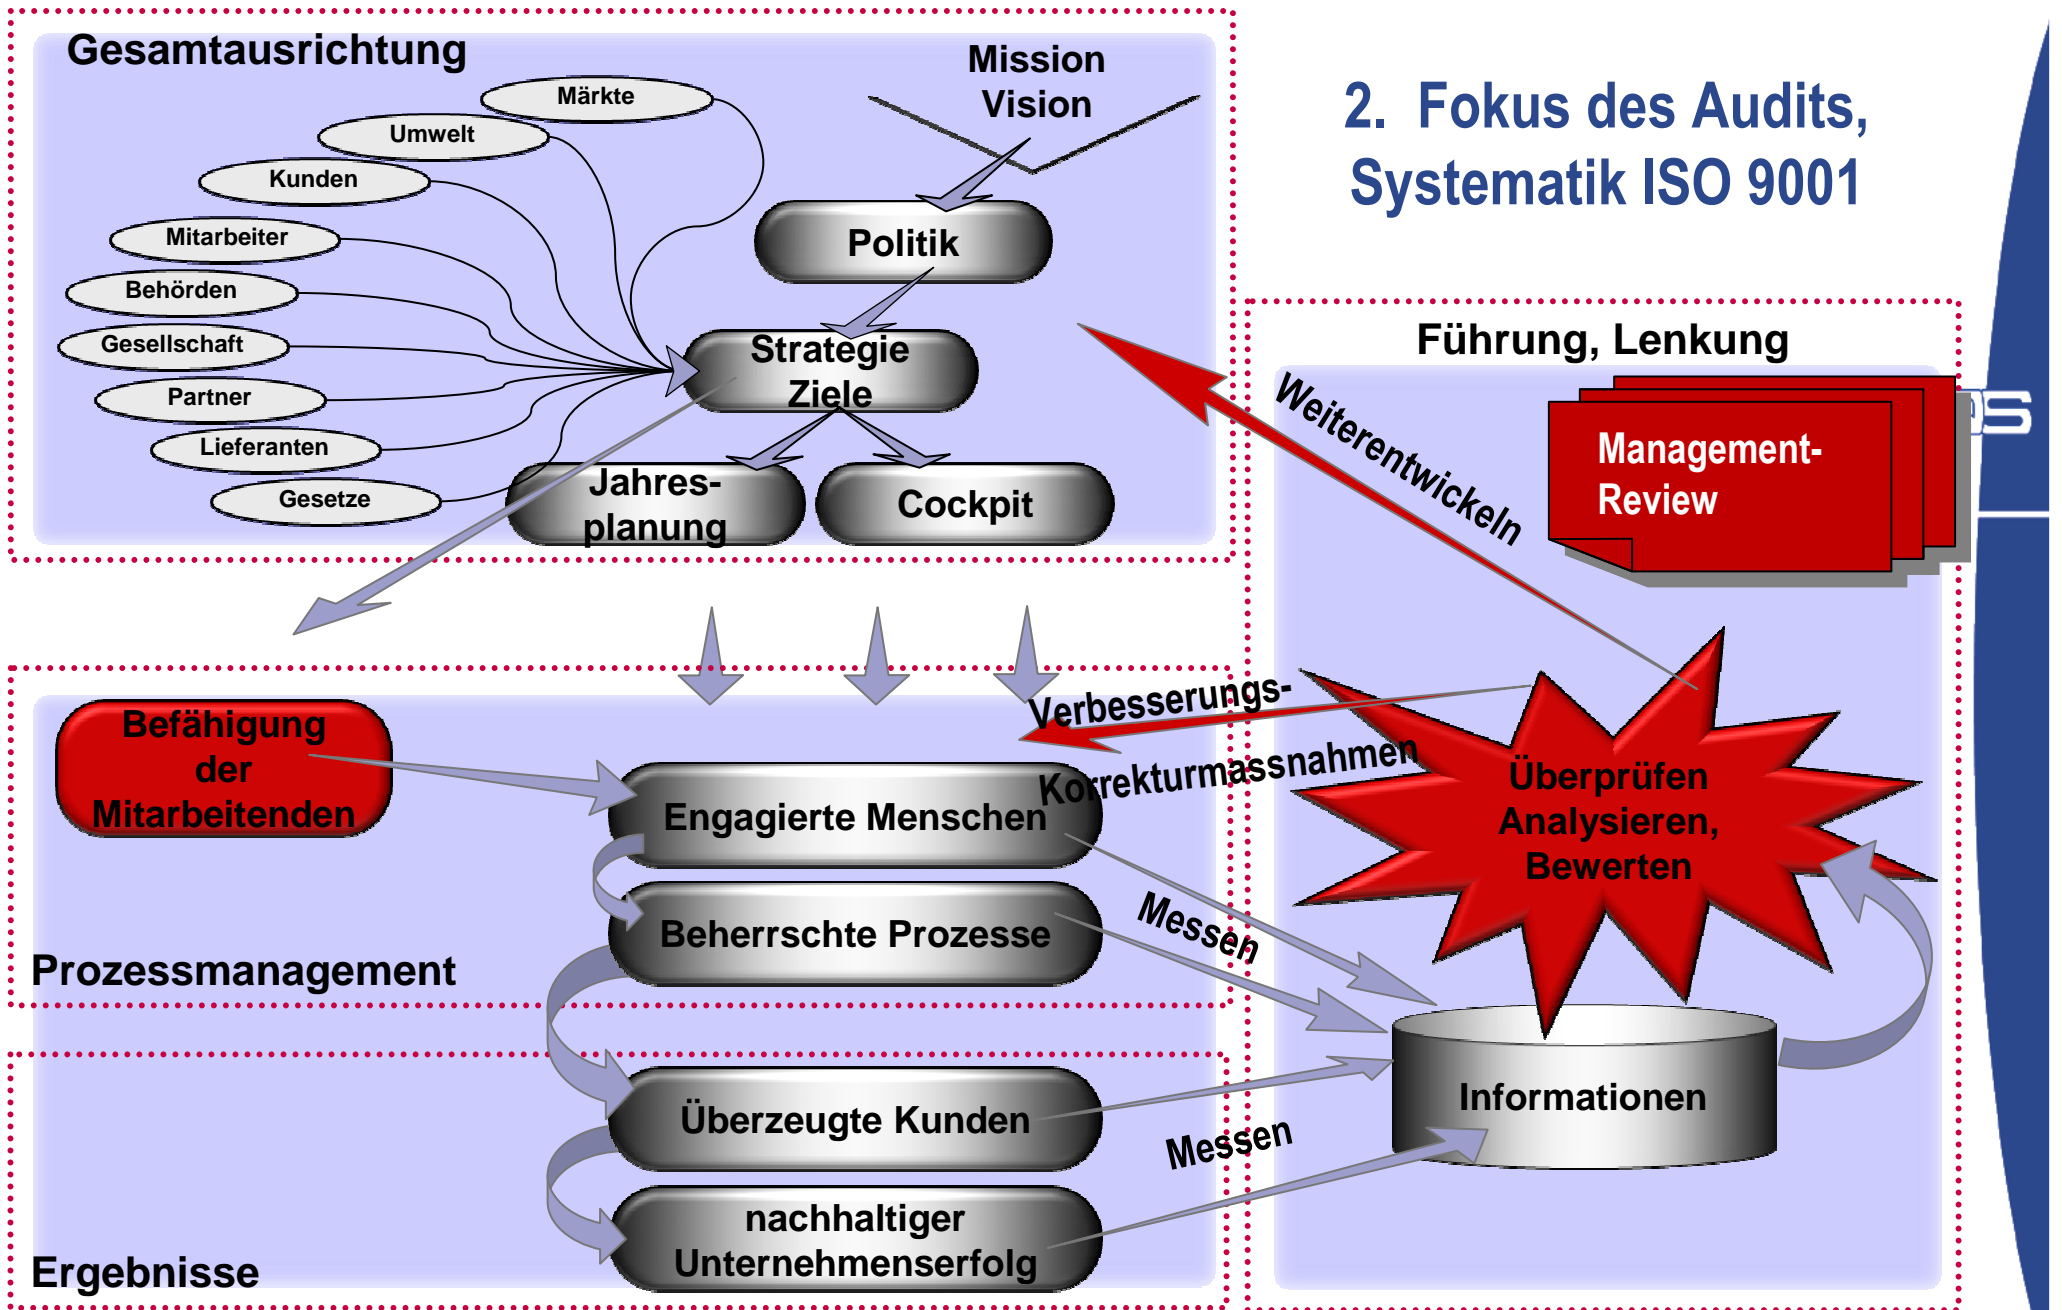 Gesamtausrichtung
Mission
Vision
2. Fokus des Audits,
Systematik ISO 9001
Märkte
Umwelt
Kunden
Mitarbeiter
Behörden
Gesellschaft
Partner
Lieferanten
Gesetze
Politik
Strategie
Ziele
Jahres-
planung
Cockpit
Führung, Lenkung
Management-
Review
Weiterentwickeln
Verbesserungs-
Korrekturmassnahmen
Befähigung
der
Mitarbeitenden
Engagierte Menschen
Beherrschte Prozesse
Prozessmanagement
Messen
Überprüfen
Analysieren,
Bewerten
Informationen
Überzeugte Kunden
Messen
nachhaltiger
Unternehmenserfolg
Ergebnisse